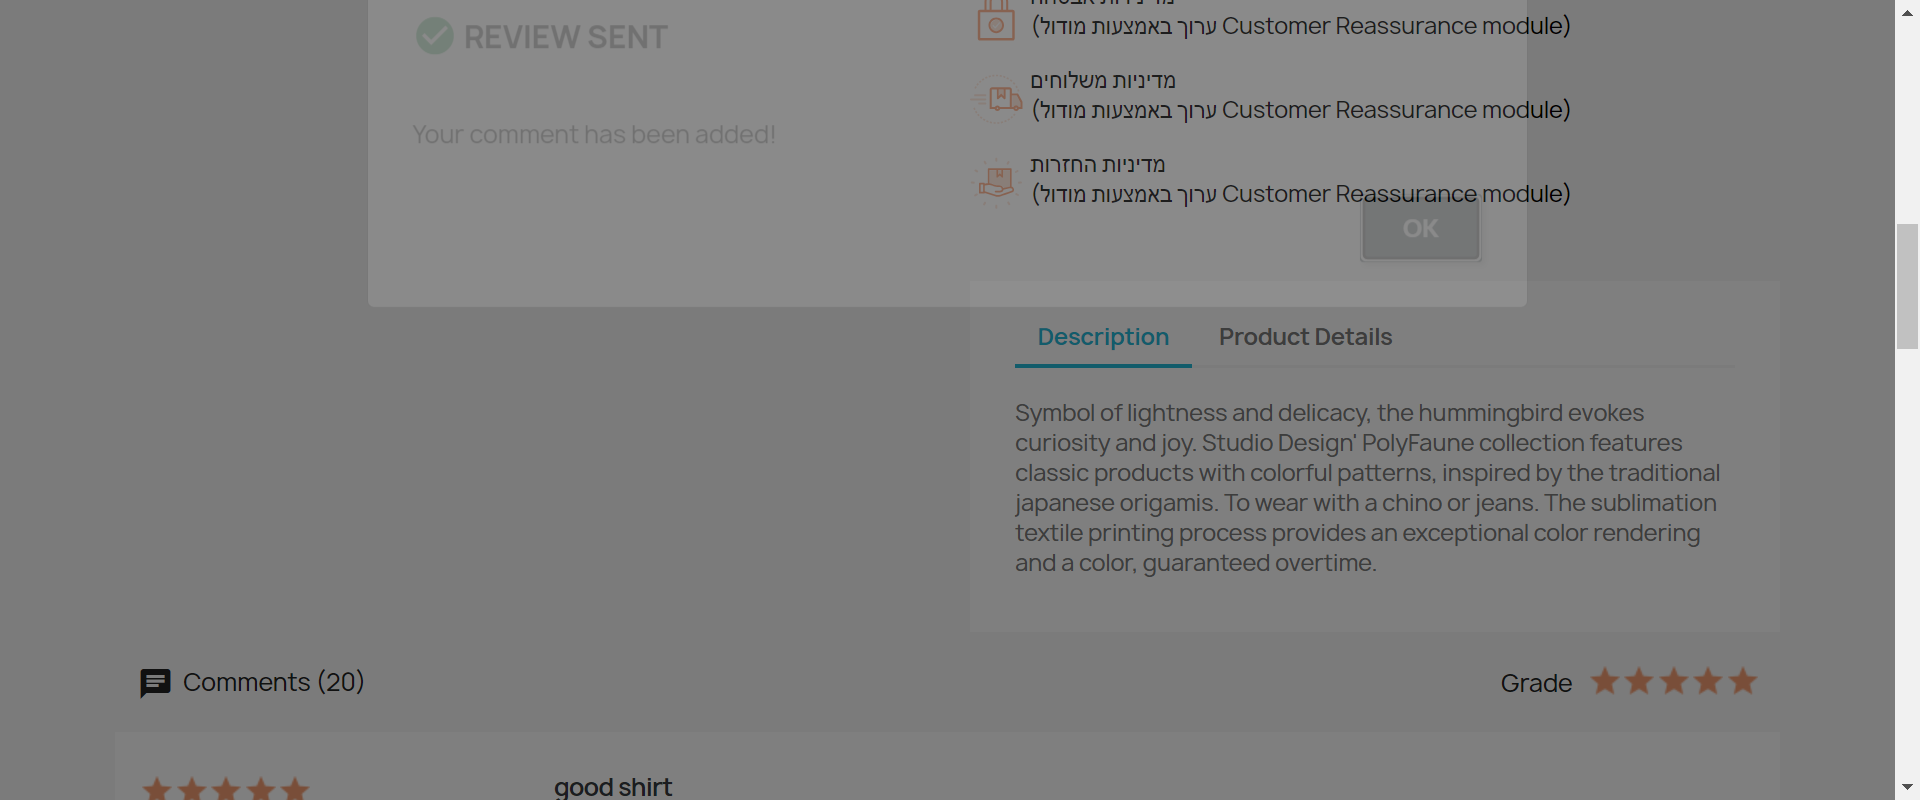 REVIEW SENT
Your comment has been added!
OK
(ערוך באמצעות מודול Customer Reassurance module)
מדיניות משלוחים
(ערוך באמצעות מודול Customer Reassurance module)
מדיניות החזרות
(ערוך באמצעות מודול Customer Reassurance module)
Description
Product Details
Symbol of lightness and delicacy, the hummingbird evokes
curiosity and joy. Studio Design' PolyFaune collection features
classic products with colorful patterns, inspired by the traditional
japanese origamis. To wear with a chino or jeans. The sublimation
textile printing process provides an exceptional color rendering
and a color, guaranteed overtime.
Comments (20)
Grade
good shirt